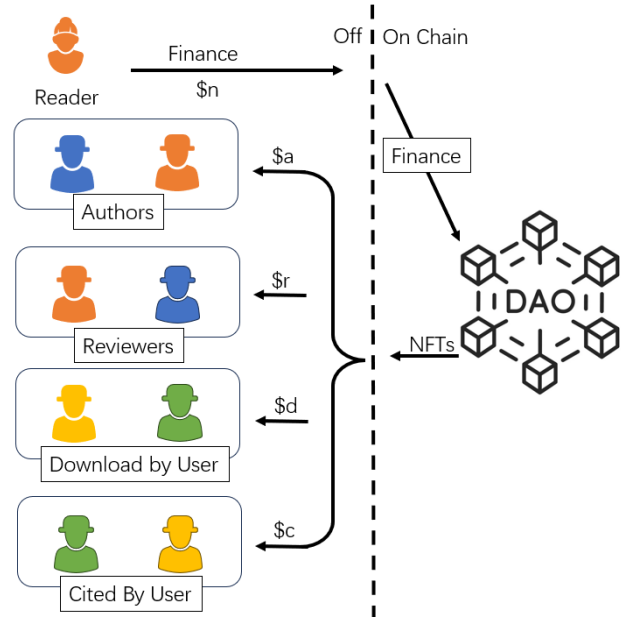 Off
On Chain
Finance
$n
Reader
Finance
$a
Authors
$r
Reviewers
DAO
NFTs
$d
Download by User
$c
Cited By User